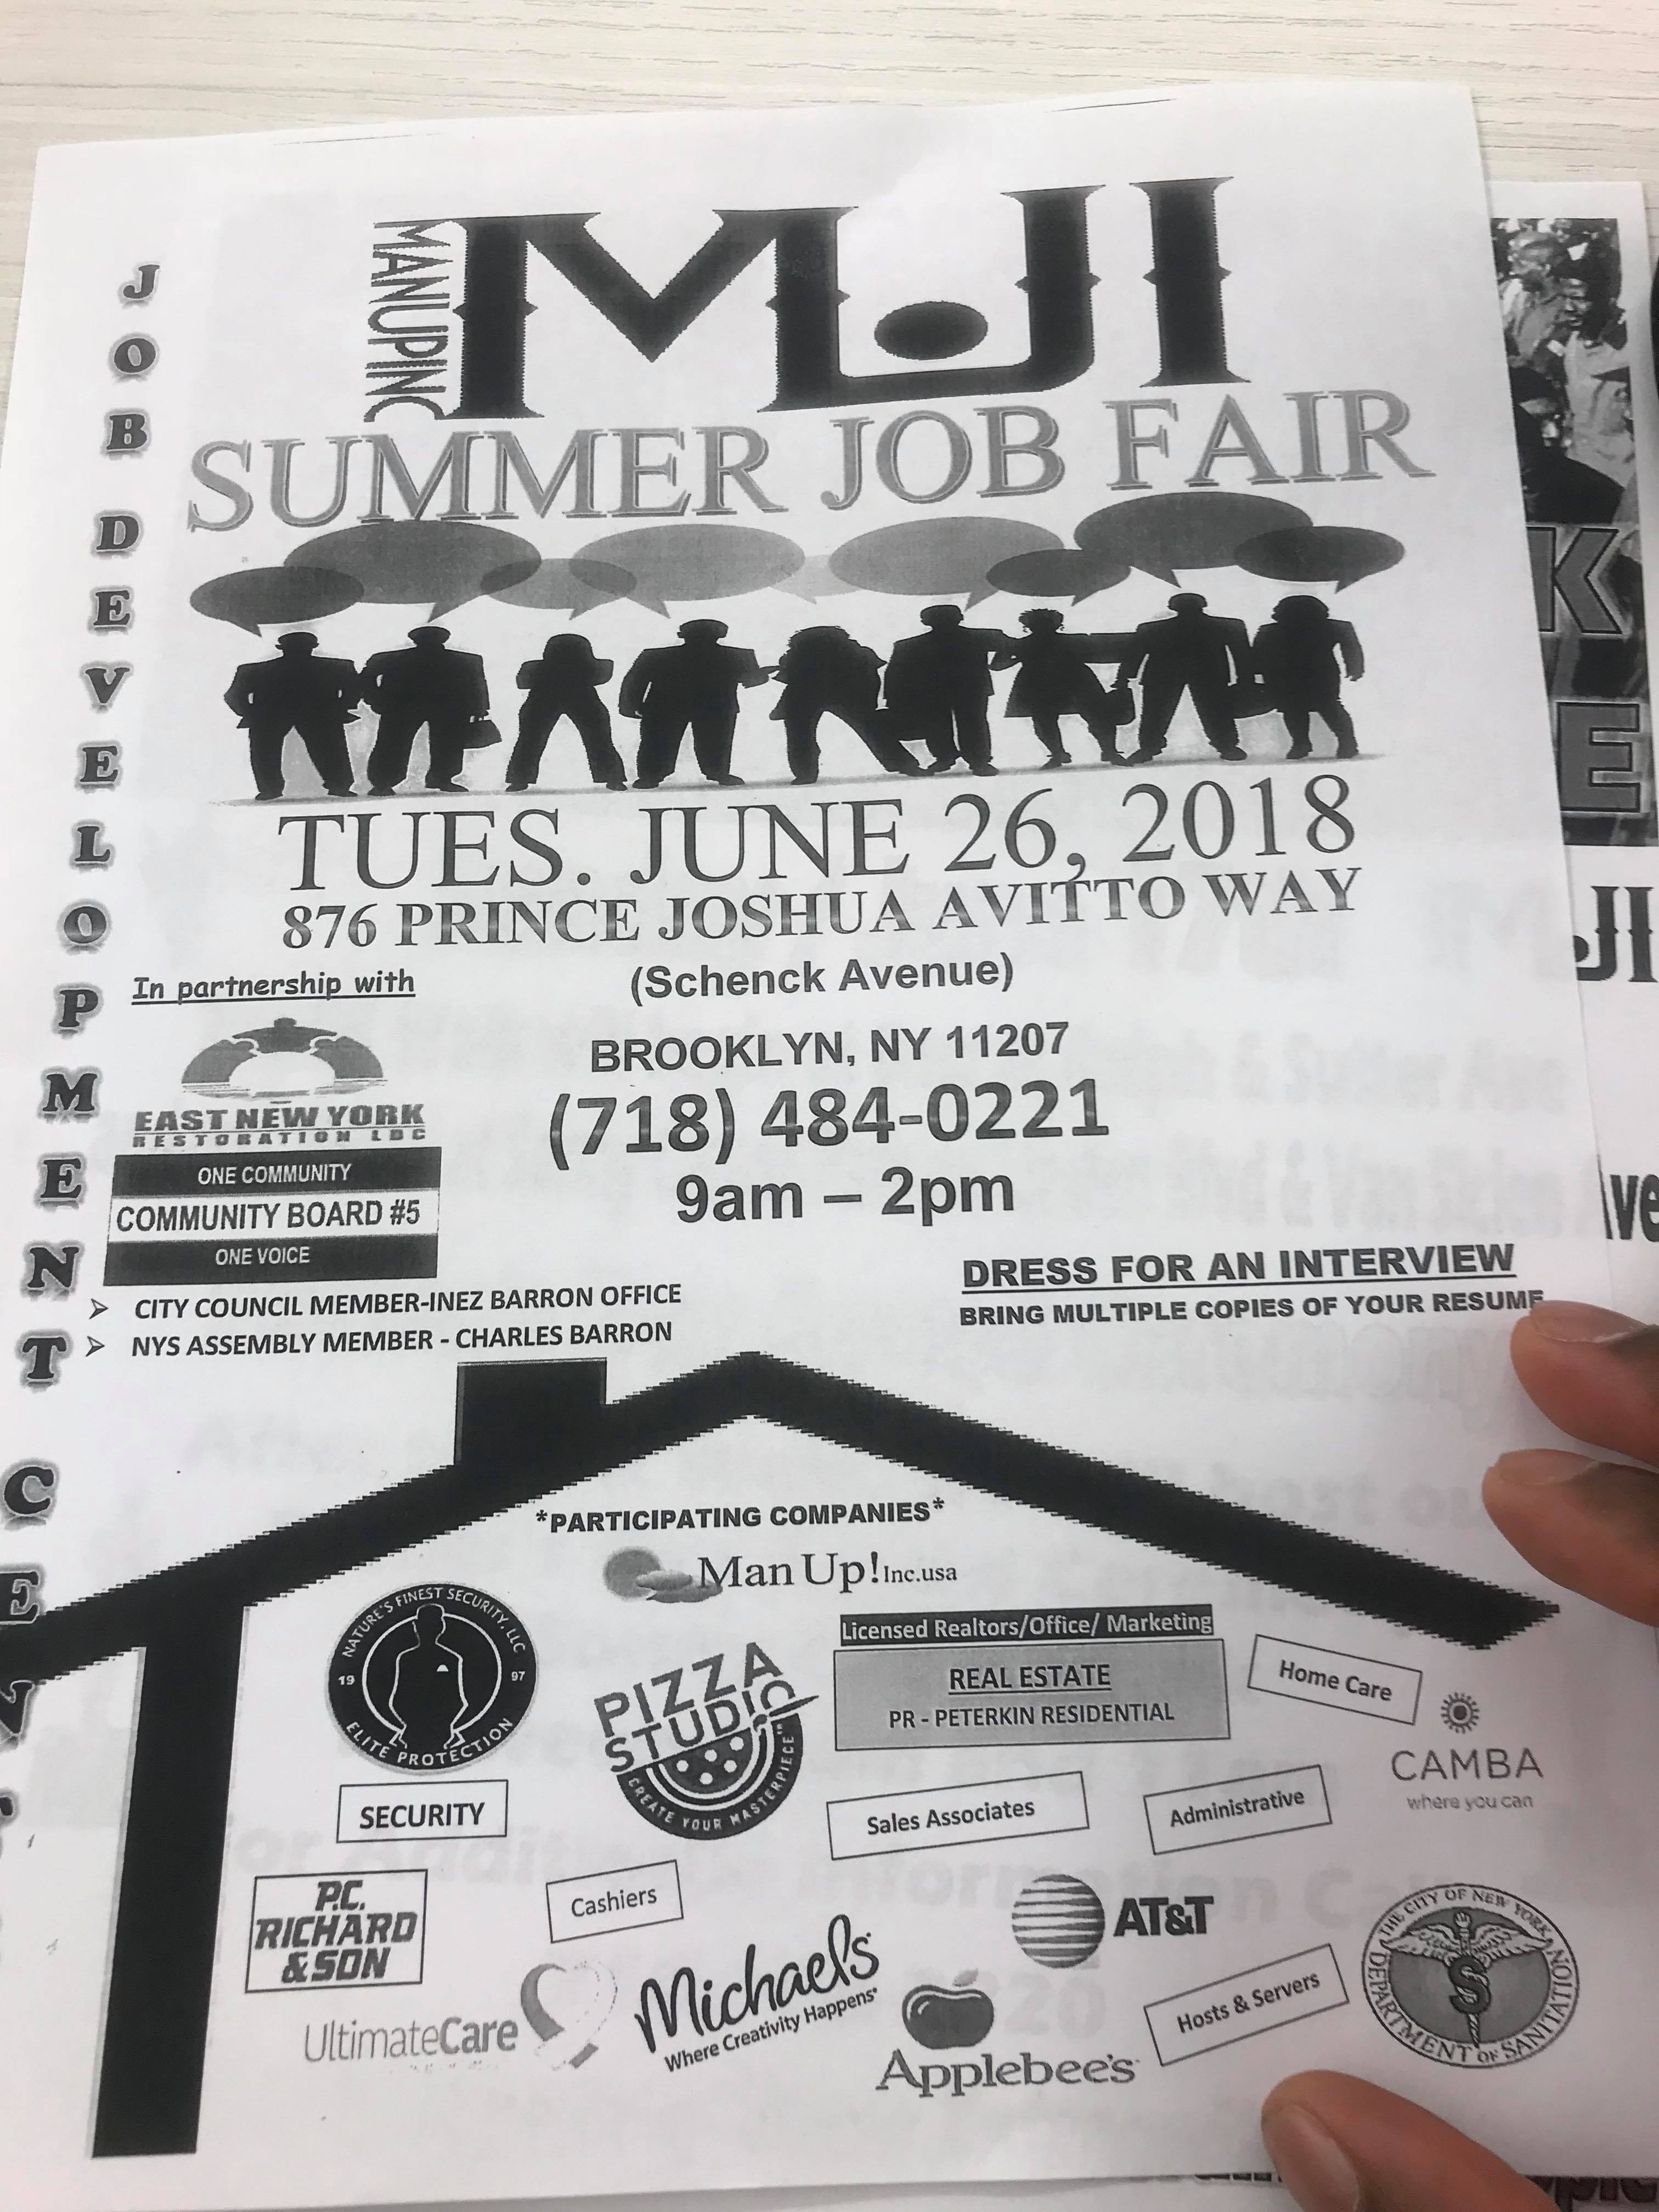 MANUPINC
MJI
SUMMER JOB FAIR
JOB DEVELOPMENT CENT
TUES. JUNE 26, 2018
876 PRINCE JOSHUA AVITTO WAY
(Schenck Avenue)
BROOKLYN, NY 11207
(718) 484-0221
9am – 2pm
In partnership with
EAST NEW YORK
RESTORATION LDC
ONE COMMUNITY
COMMUNITY BOARD #5
ONE VOICE
➢ CITY COUNCIL MEMBER-INEZ BARRON OFFICE
➢ NYS ASSEMBLY MEMBER - CHARLES BARRON
DRESS FOR AN INTERVIEW
BRING MULTIPLE COPIES OF YOUR RESUME
*PARTICIPATING COMPANIES*
Man Up! Inc.usa
NATURE'S FINEST SECURITY, LLC
19 97
ELITE PROTECTION
SECURITY
PIZZA
STUDIO
CREATE YOUR MASTERPIECE™
Licensed Realtors/Office/ Marketing
REAL ESTATE
PR - PETERKIN RESIDENTIAL
Home Care
CAMBA
where you can
Sales Associates
Administrative
P.C.
RICHARD
& SON
Cashiers
AT&T
UltimateCare
Michaels
Where Creativity Happens®
Applebee's
Hosts & Servers
THE CITY OF NEW YORK
DEPARTMENT OF SANITATION
S
K
E
JI
ve